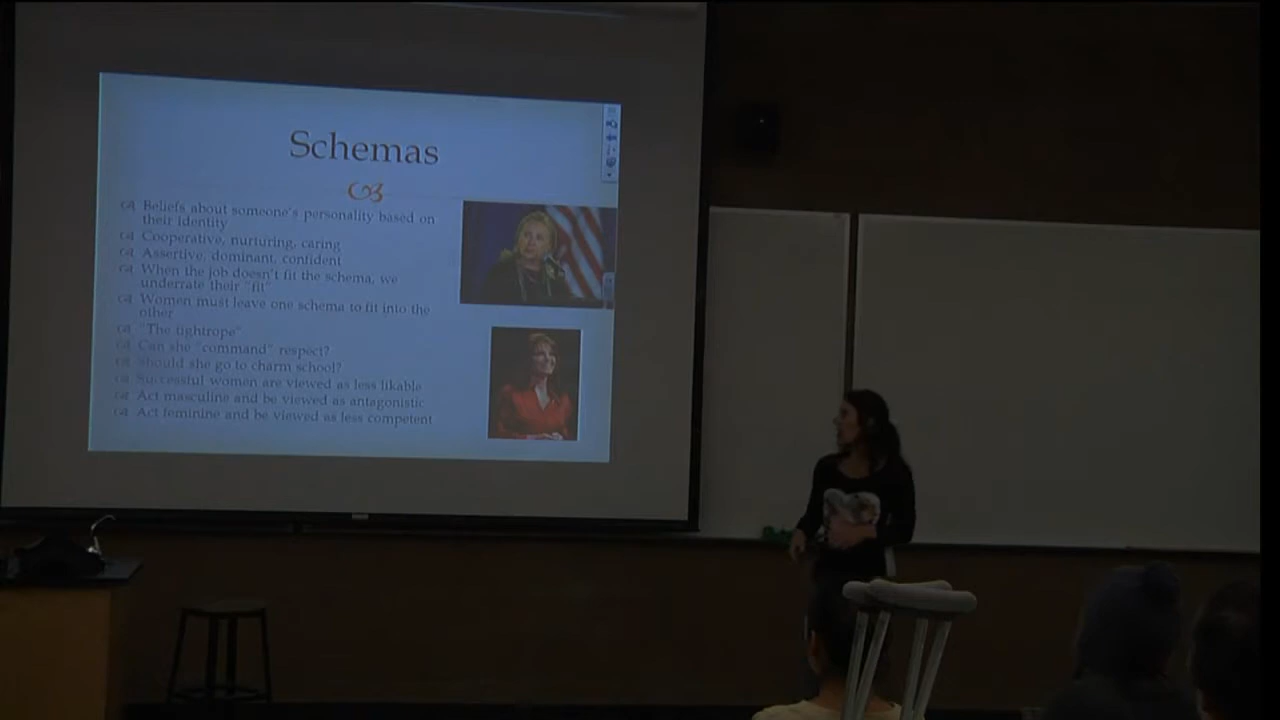 Schemas
Beliefs about someone's personality based on
their identity
Cooperative, nurturing, caring
Assertive, dominant, confident
When the job doesn't fit the schema, we
underrate their "fit"
Women must leave one schema to fit into the
other
"The tightrope"
Can she "command" respect?
Should she go to charm school?
Successful women are viewed as less likable
Act masculine and be viewed as antagonistic
Act feminine and be viewed as less competent